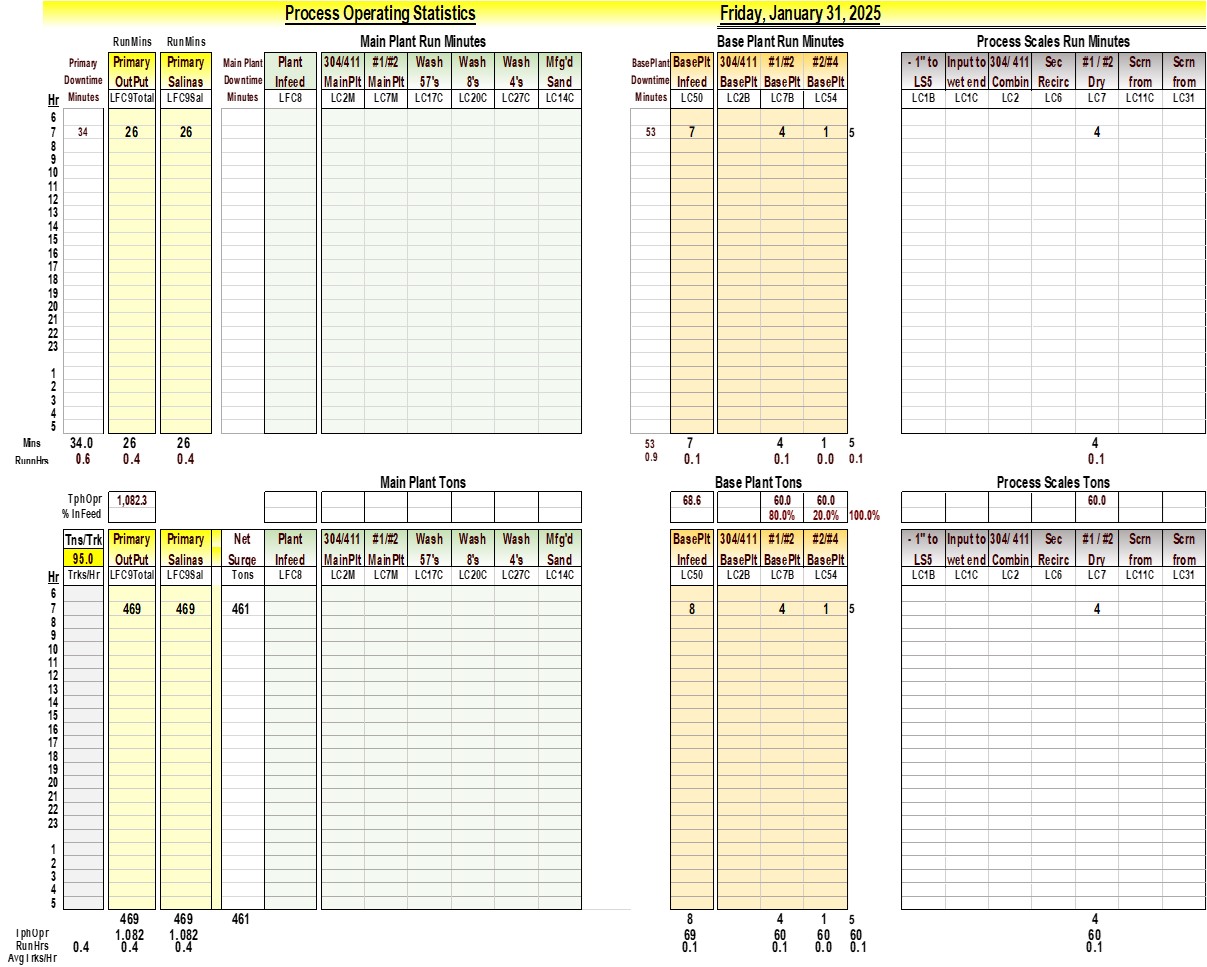 Process Operating Statistics Friday, January 31, 2025
RunMins RunMins Main Plant Run Minutes Base Plant Run Minutes Process Scales Run Minutes
Primary Primary Primary Main Plant Plant 304/411 #1/#2 Wash Wash Wash Mfg'd BasePlant BasePlt 304/411 #1/#2 #2/#4 - 1" to Input to 304/ 411 Sec #1 / #2 Scrn Scrn
Downtime OutPut Salinas Downtime Infeed MainPlt MainPlt 57's 8's 4's Sand Downtime Infeed BasePlt BasePlt BasePlt LS5 wet end Combin Recirc Dry from from
Hr Minutes LFC9Total LFC9Sal Minutes LFC8 LC2M LC7M LC17C LC20C LC27C LC14C Minutes LC50 LC2B LC7B LC54 LC1B LC1C LC2 LC6 LC7 LC11C LC31
6
7 34 26 26 53 7 4 1 5 4
8
9
10
11
12
13
14
15
16
17
18
19
20
21
22
23
1
2
3
4
5
Mins 34.0 26 26 53 7 4 1 5 4
RunnHrs 0.6 0.4 0.4 0.9 0.1 0.1 0.0 0.1 0.1
Main Plant Tons Base Plant Tons Process Scales Tons
TphOpr 1,082.3 68.6 60.0 60.0 60.0
% InFeed 80.0% 20.0% 100.0%
Tns/Trk Primary Primary Net Plant 304/411 #1/#2 Wash Wash Wash Mfg'd BasePlt 304/411 #1/#2 #2/#4 - 1" to Input to 304/ 411 Sec #1 / #2 Scrn Scrn
95.0 OutPut Salinas Surge Infeed MainPlt MainPlt 57's 8's 4's Sand Infeed BasePlt BasePlt BasePlt LS5 wet end Combin Recirc Dry from from
Hr Trks/Hr LFC9Total LFC9Sal Tons LFC8 LC2M LC7M LC17C LC20C LC27C LC14C LC50 LC2B LC7B LC54 LC1B LC1C LC2 LC6 LC7 LC11C LC31
6
7 469 469 461 8 4 1 5 4
8
9
10
11
12
13
14
15
16
17
18
19
20
21
22
23
1
2
3
4
5
469 469 461 8 4 1 5 4
TphOpr 1,082 1,082 69 60 60 60 60
RunHrs 0.4 0.4 0.4 0.1 0.1 0.0 0.1 0.1
AvgTrks/Hr